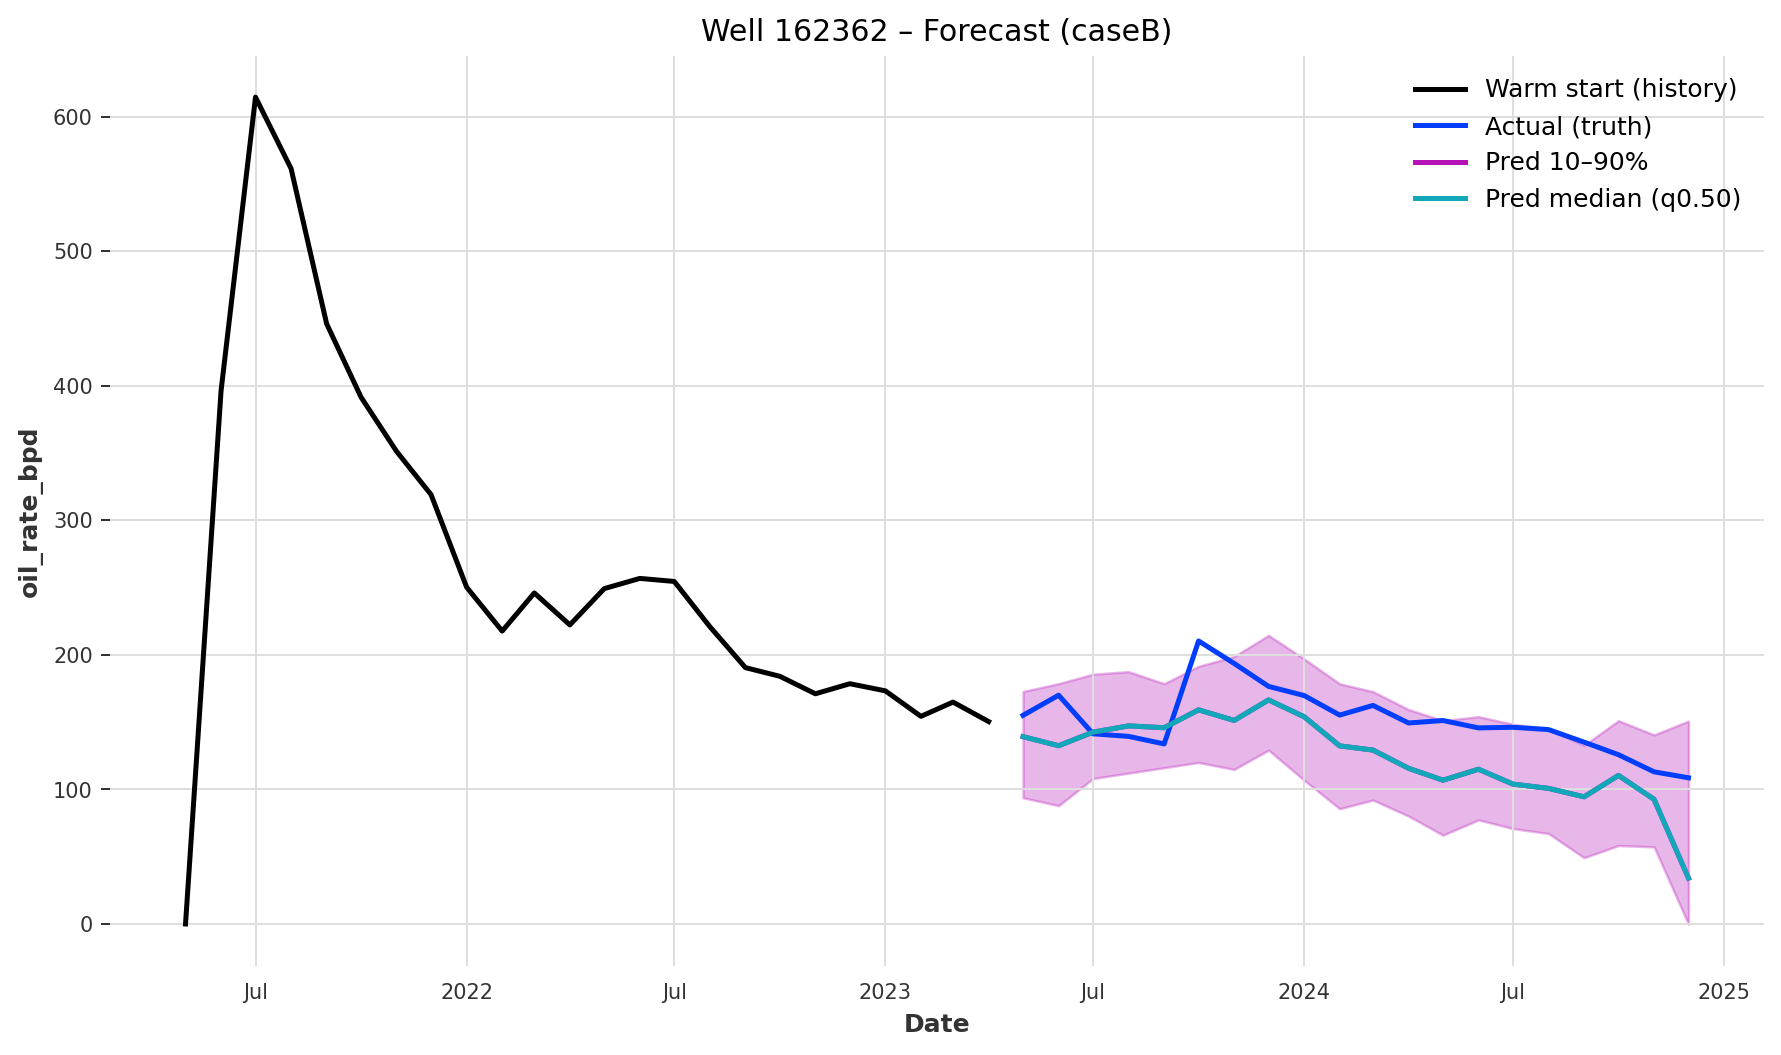 Well 162362 – Forecast (caseB)
Warm start (history)
Actual (truth)
Pred 10–90%
Pred median (q0.50)
oil_rate_bpd
600
500
400
300
200
100
0
Jul
2022
Jul
2023
Jul
2024
Jul
2025
Date